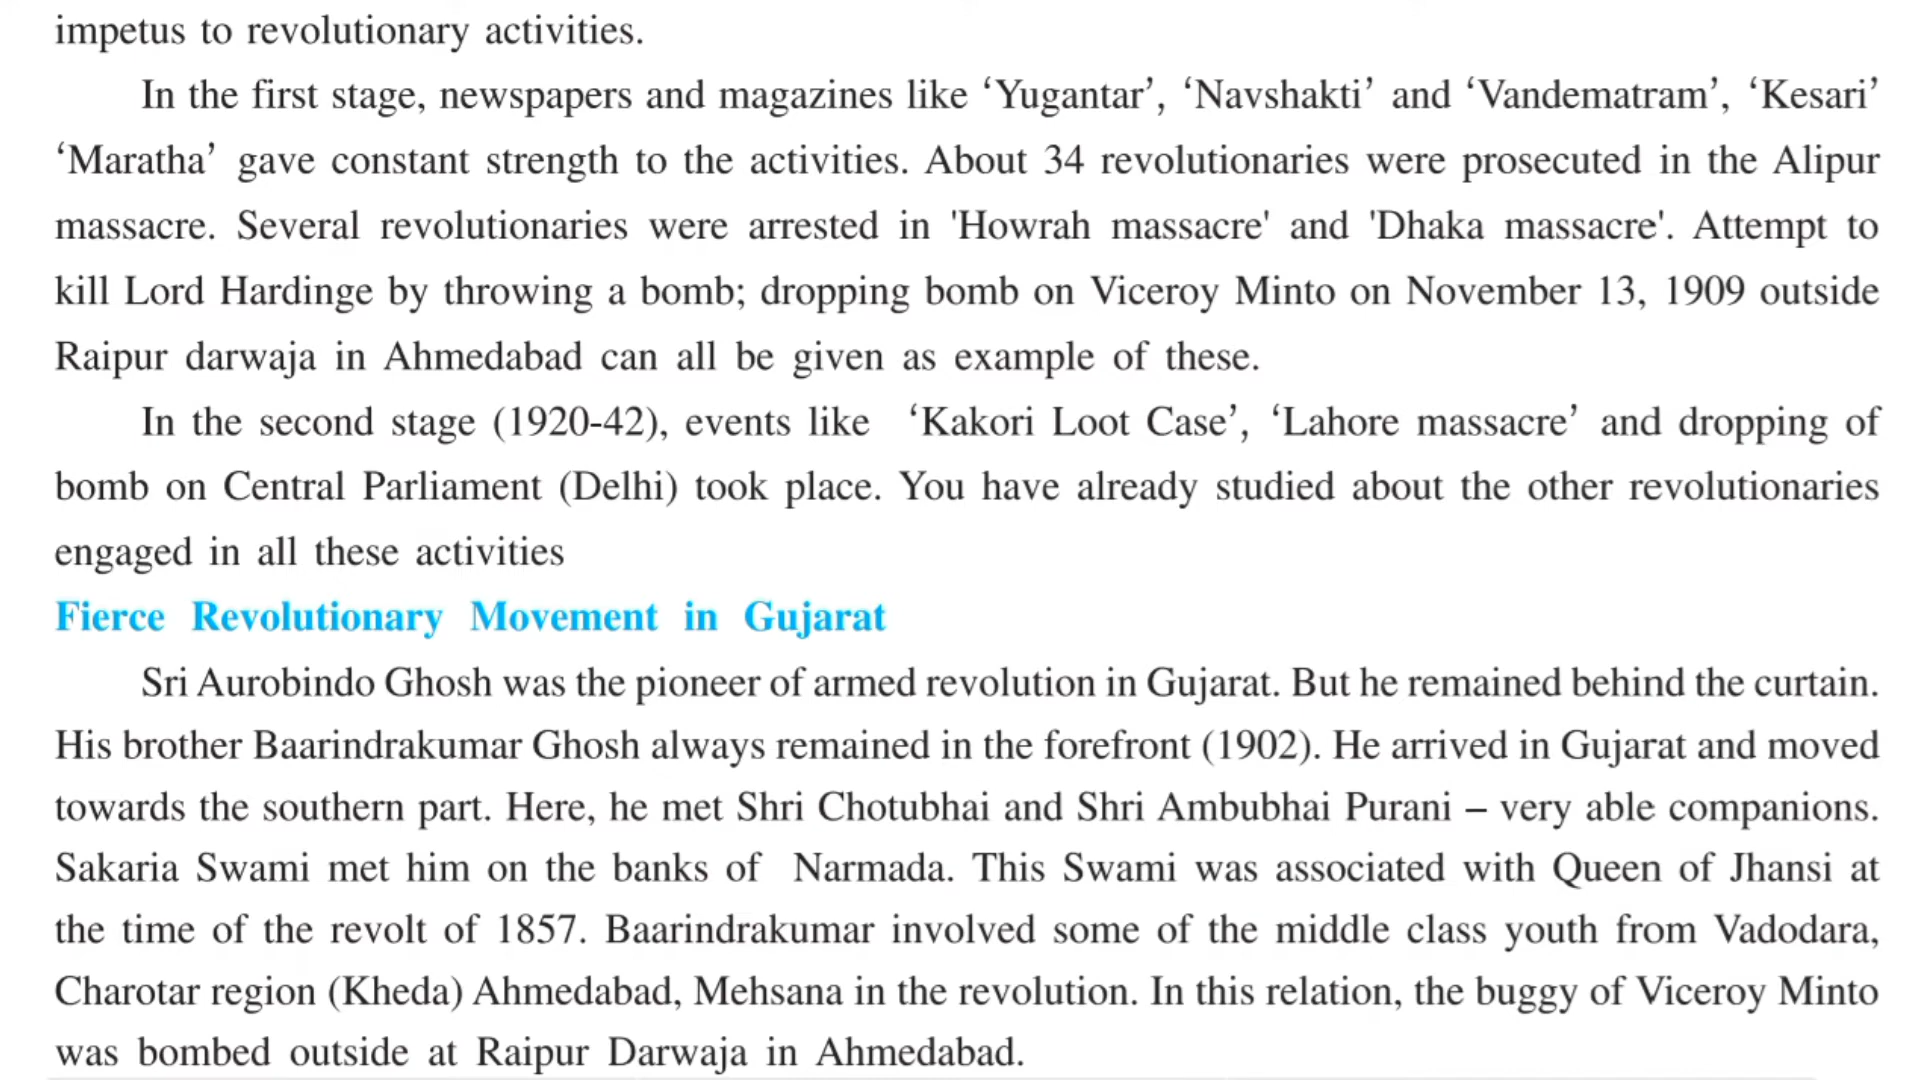 impetus to revolutionary activities.
In the first stage, newspapers and magazines like ‘Yugantar’, ‘Navshakti’ and ‘Vandematram’, ‘Kesari’
‘Maratha’ gave constant strength to the activities. About 34 revolutionaries were prosecuted in the Alipur
massacre. Several revolutionaries were arrested in 'Howrah massacre' and 'Dhaka massacre'. Attempt to
kill Lord Hardinge by throwing a bomb; dropping bomb on Viceroy Minto on November 13, 1909 outside
Raipur darwaja in Ahmedabad can all be given as example of these.
In the second stage (1920-42), events like ‘Kakori Loot Case’, ‘Lahore massacre’ and dropping of
bomb on Central Parliament (Delhi) took place. You have already studied about the other revolutionaries
engaged in all these activities
Fierce Revolutionary Movement in Gujarat
Sri Aurobindo Ghosh was the pioneer of armed revolution in Gujarat. But he remained behind the curtain.
His brother Baarindrakumar Ghosh always remained in the forefront (1902). He arrived in Gujarat and moved
towards the southern part. Here, he met Shri Chotubhai and Shri Ambubhai Purani – very able companions.
Sakaria Swami met him on the banks of Narmada. This Swami was associated with Queen of Jhansi at
the time of the revolt of 1857. Baarindrakumar involved some of the middle class youth from Vadodara,
Charotar region (Kheda) Ahmedabad, Mehsana in the revolution. In this relation, the buggy of Viceroy Minto
was bombed outside at Raipur Darwaja in Ahmedabad.